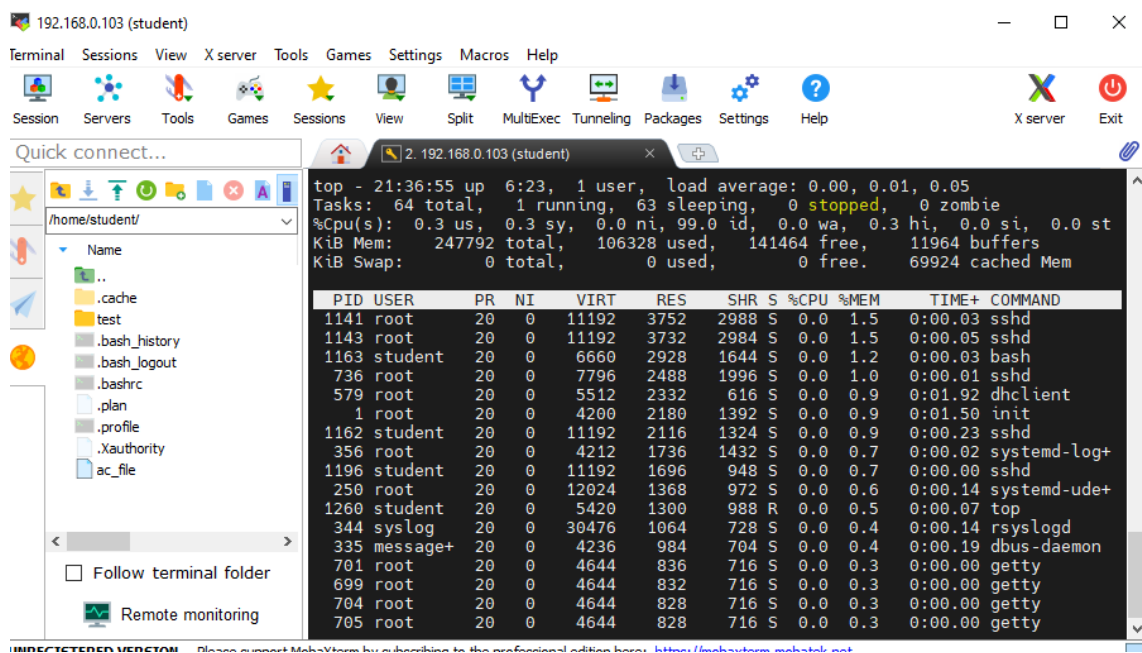 192.168.0.103 (student)
Terminal Sessions View X server Tools Games Settings Macros Help
Session Servers Tools Games Sessions View Split MultiExec Tunneling Packages Settings Help X server Exit
Quick connect...
2. 192.168.0.103 (student)
/home/student/
Name
..
.cache
test
.bash_history
.bash_logout
.bashrc
.plan
.profile
.Xauthority
ac_file
Follow terminal folder
Remote monitoring
top - 21:36:55 up  6:23,  1 user,  load average: 0.00, 0.01, 0.05
Tasks:  64 total,   1 running,  63 sleeping,   0 stopped,   0 zombie
%Cpu(s):  0.3 us,  0.3 sy,  0.0 ni, 99.0 id,  0.0 wa,  0.3 hi,  0.0 si,  0.0 st
KiB Mem:    247792 total,   106328 used,   141464 free,    11964 buffers
KiB Swap:        0 total,        0 used,        0 free.    69924 cached Mem
PID USER PR NI VIRT RES SHR S %CPU %MEM TIME+ COMMAND
1141 root 20 0 11192 3752 2988 S 0.0 1.5 0:00.03 sshd
1143 root 20 0 11192 3732 2984 S 0.0 1.5 0:00.05 sshd
1163 student 20 0 6660 2928 1644 S 0.0 1.2 0:00.03 bash
736 root 20 0 7796 2488 1996 S 0.0 1.0 0:00.01 sshd
579 root 20 0 5512 2332 616 S 0.0 0.9 0:01.92 dhclient
1 root 20 0 4200 2180 1392 S 0.0 0.9 0:01.50 init
1162 student 20 0 11192 2116 1324 S 0.0 0.9 0:00.23 sshd
356 root 20 0 4212 1736 1432 S 0.0 0.7 0:00.02 systemd-log+
1196 student 20 0 11192 1696 948 S 0.0 0.7 0:00.00 sshd
250 root 20 0 12024 1368 972 S 0.0 0.6 0:00.14 systemd-ude+
1260 student 20 0 5420 1300 988 R 0.0 0.5 0:00.07 top
344 syslog 20 0 30476 1064 728 S 0.0 0.4 0:00.14 rsyslogd
335 message+ 20 0 4236 984 704 S 0.0 0.4 0:00.19 dbus-daemon
701 root 20 0 4644 836 716 S 0.0 0.3 0:00.00 getty
699 root 20 0 4644 832 716 S 0.0 0.3 0:00.00 getty
704 root 20 0 4644 828 716 S 0.0 0.3 0:00.00 getty
705 root 20 0 4644 828 716 S 0.0 0.3 0:00.00 getty
UNREGISTERED VERSION - Please support MobaXterm by subscribing to the professional edition here: https://mobaxterm.mobatek.net